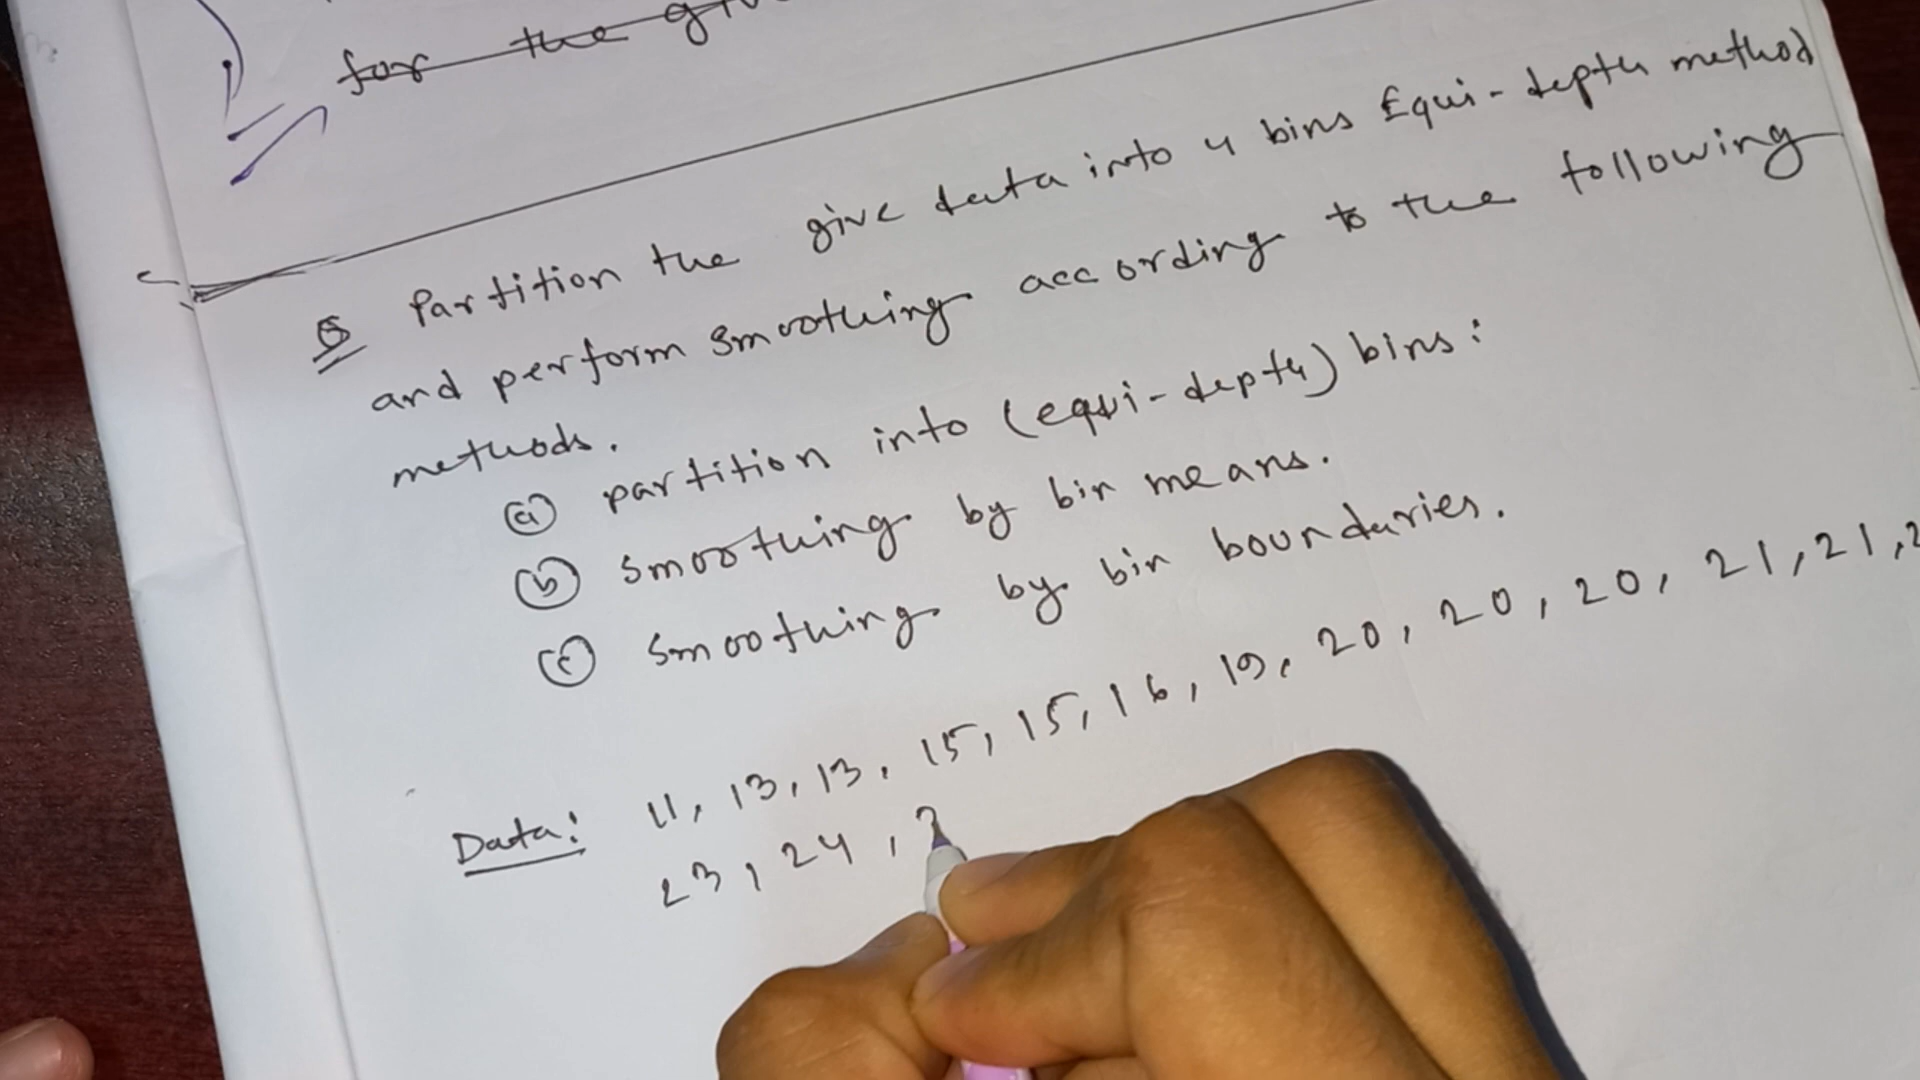 for the
Q Partition the give data into 4 bins Equi-depth method
and perform smoothing according to the following
methods.
(a) partition into (equi-depth) bins:
(b) smoothing by bin means.
(c) smoothing by bin boundaries.
Data: 11, 13, 13, 15, 15, 16, 19, 20, 20, 20, 21, 21,
23, 24,